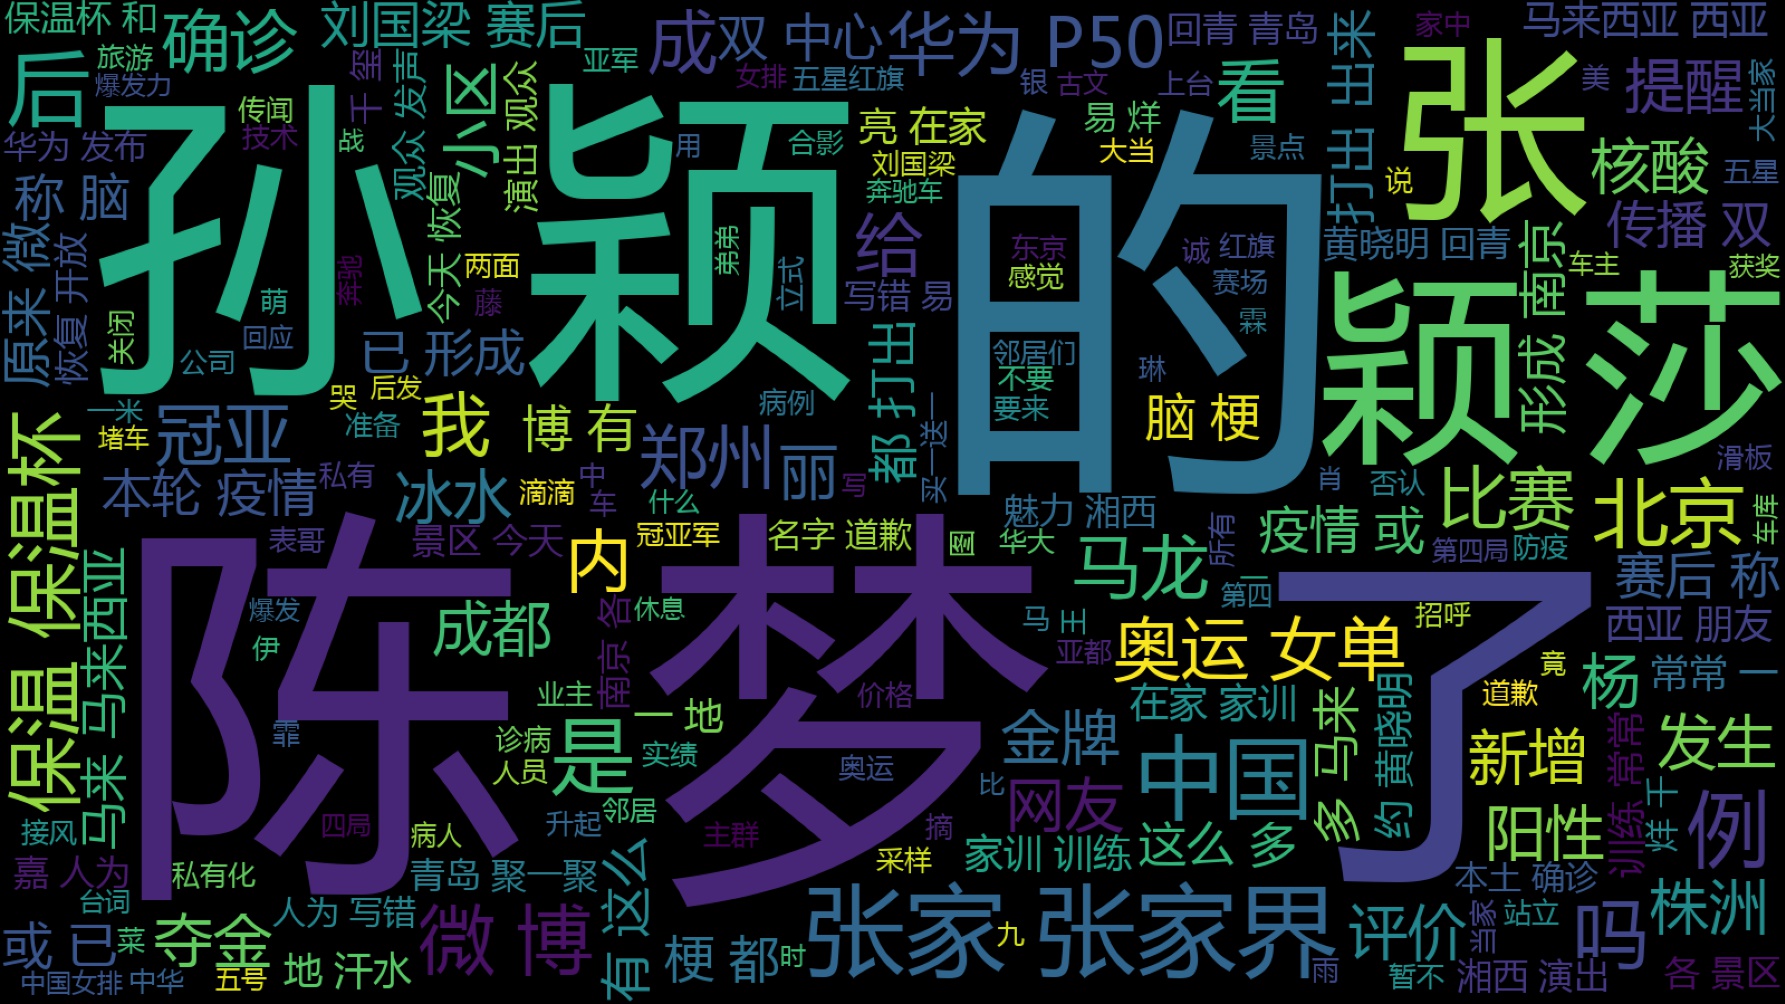 保温杯 和
确诊
刘国梁 赛后
成
双 中心
华为 P50
回青 青岛
出来
家中
马来西亚 西亚
后
旅游
爆发力
传闻
技术
千 玺
发声
观众
小区
亚军
女排
五星红旗
银
古文
上台
看
张
美
提醒
大当家
华为 发布
孙颖
战
演出 观众
用
合影
亮 在家
刘国梁
奔驰车
易 烊
大当
景点
说
核酸
五星
称 脑
原来 微
恢复 开放
今天 恢复
两面
弟弟
立式
给
写错 易
的
东京
感觉
诚
红旗
赛场
霖
打出 出来
黄晓明 回青
传播 双
南京
车主
获奖
奔驰
萌
藤
关闭
回应
公司
已 形成
邻居们
不要
要来
琳
脑 梗
颖莎
形成
哭
后发
准备
我
博 有
病例
都 打出
买一送一
一米
堵车
冠亚
郑州
丽
写
滑板
保温 保温杯
本轮 疫情
私有
冰水
滴滴
中
车
什么
魅力 湘西
肖
否认
比赛
北京
车库
表哥
景区 今天
内
冠亚军
名字 道歉
图
华大
马龙
所有
疫情 或
第四局
防疫
赛后 称
马来 马来西亚
陈梦
了
爆发
伊
成都
南京 各
休息
马 王
亚都
第四
一
招呼
西亚 朋友
奥运 女单
竟
杨
常常 一
霏
业主
一 地
价格
在家 家训
多 马来
约 黄晓明
道歉
诊病
人员
是
实绩
奥运
金牌
中国
新增
训练 常常
发生
接风
四局
病人
升起
邻居
主群
摘
比
网友
阳性
烊 千
例
嘉 人为
私有化
青岛 聚一聚
有 这么
采样
家训 训练
这么 多
本土 确诊
株洲
台词
或 已
菜
夺金
人为 写错
微 博
张家 张家界
九
评价
当家
站立
吗
中国女排
中华
五号
地 汗水
梗 都
时
雨
暂不
湘西 演出
各 景区